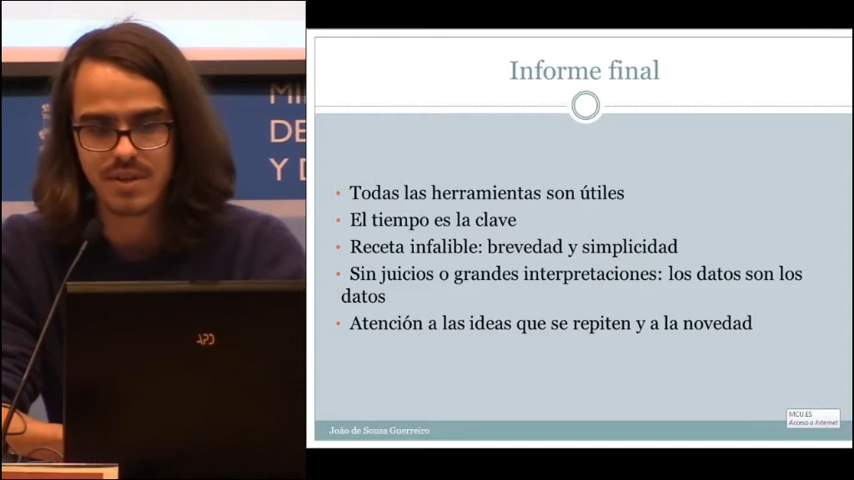 MIN
DE
Y D
APD
Informe final
• Todas las herramientas son útiles
• El tiempo es la clave
• Receta infalible: brevedad y simplicidad
• Sin juicios o grandes interpretaciones: los datos son los
datos
• Atención a las ideas que se repiten y a la novedad
João de Sousa Guerreiro
MCU.ES
Acceso a Internet